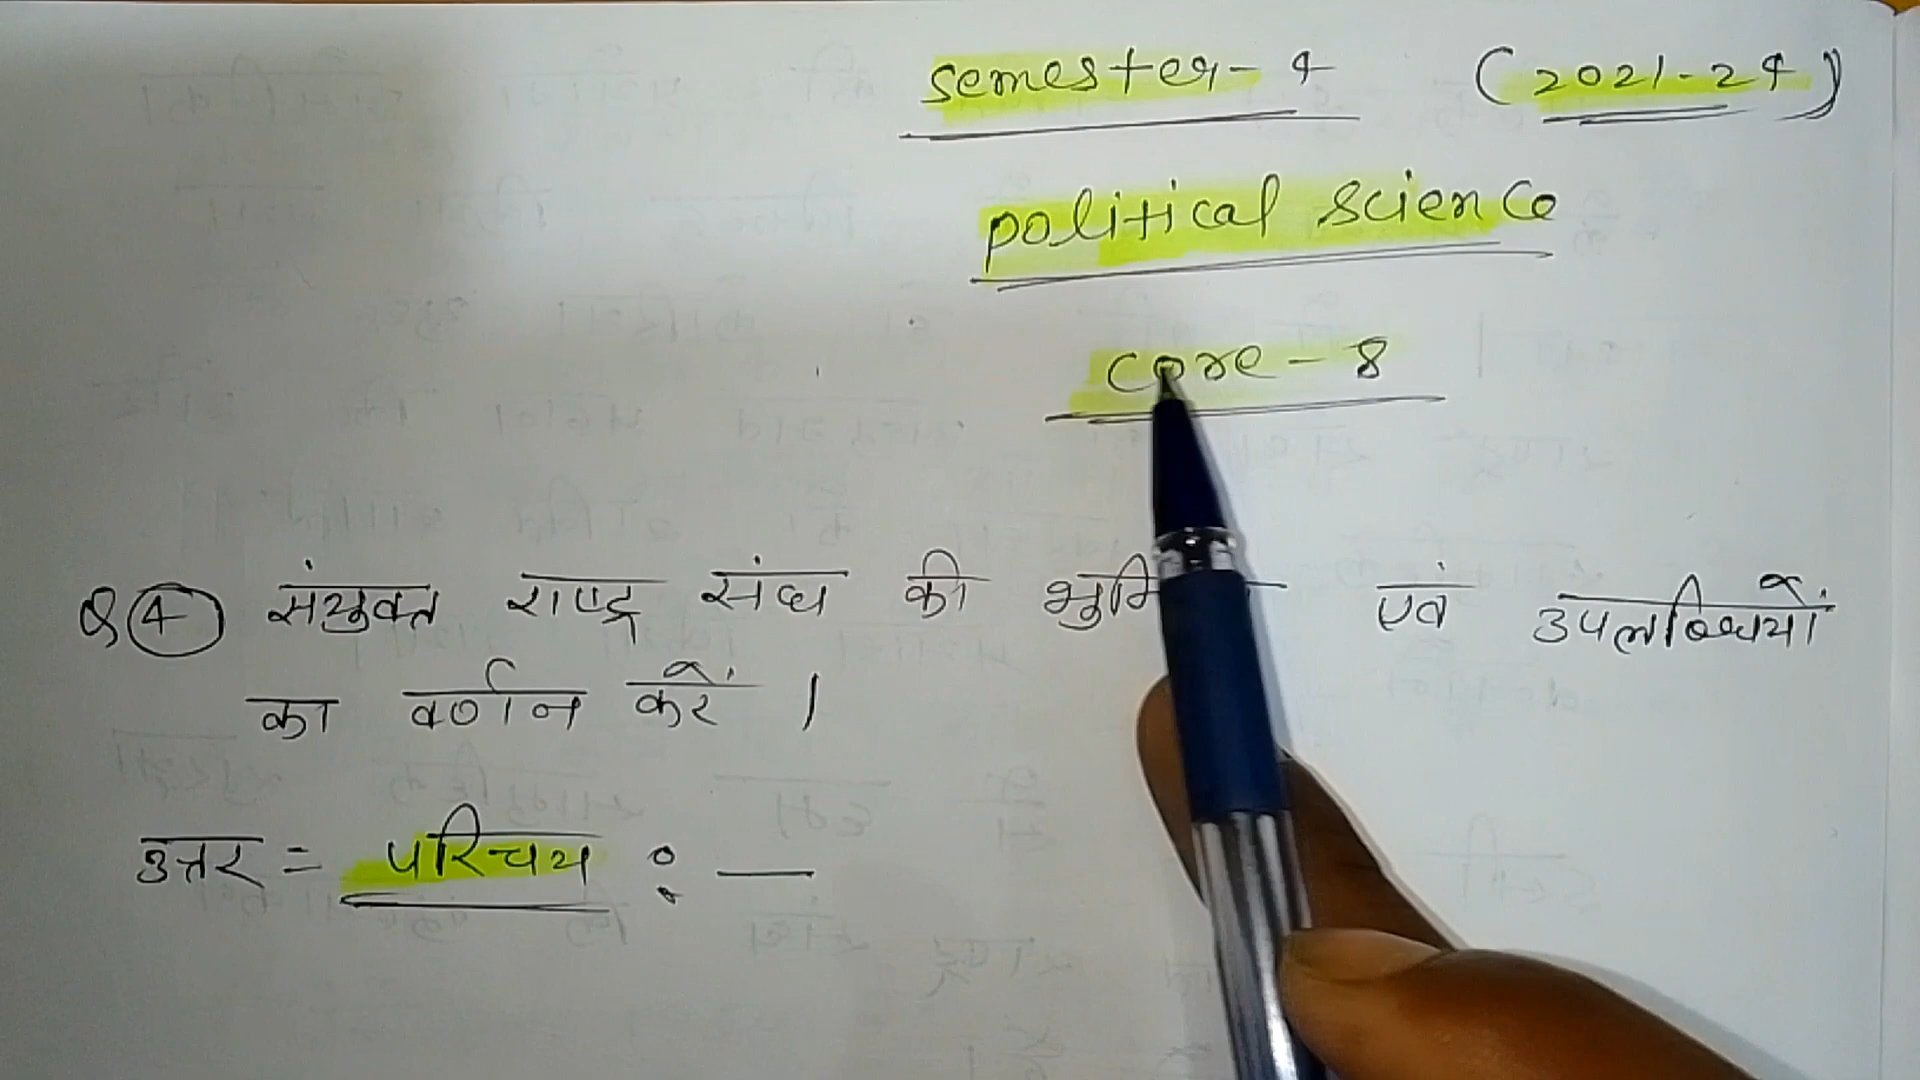 semester-4 (2021-24)
political science
core-8
Q④ संयुक्त राष्ट्र संघ की एवं उपलब्धियों
का वर्णन करें ।
उत्तर = परिचय : —